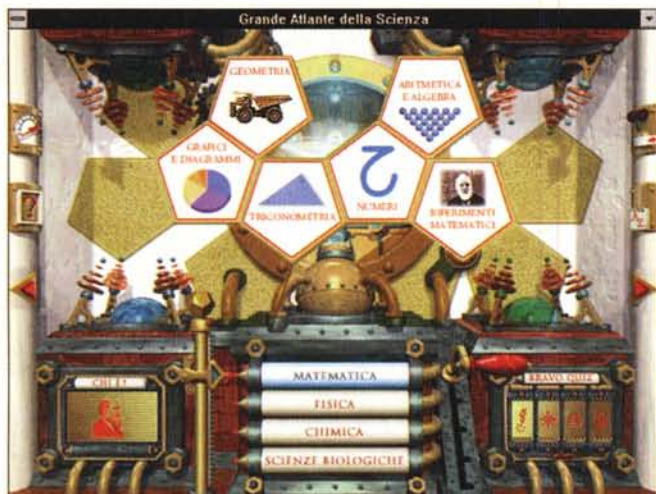 Grande Atlante della Scienza
GEOMETRIA
ARITMETICA
E ALGEBRA
GRAFICI
E DIAGRAMMI
TRIGONOMETRIA
NUMERI
RIFERIMENTI
MATEMATICI
CHI È?
BRAVO QUIZ
MATEMATICA
FISICA
CHIMICA
SCIENZE BIOLOGICHE